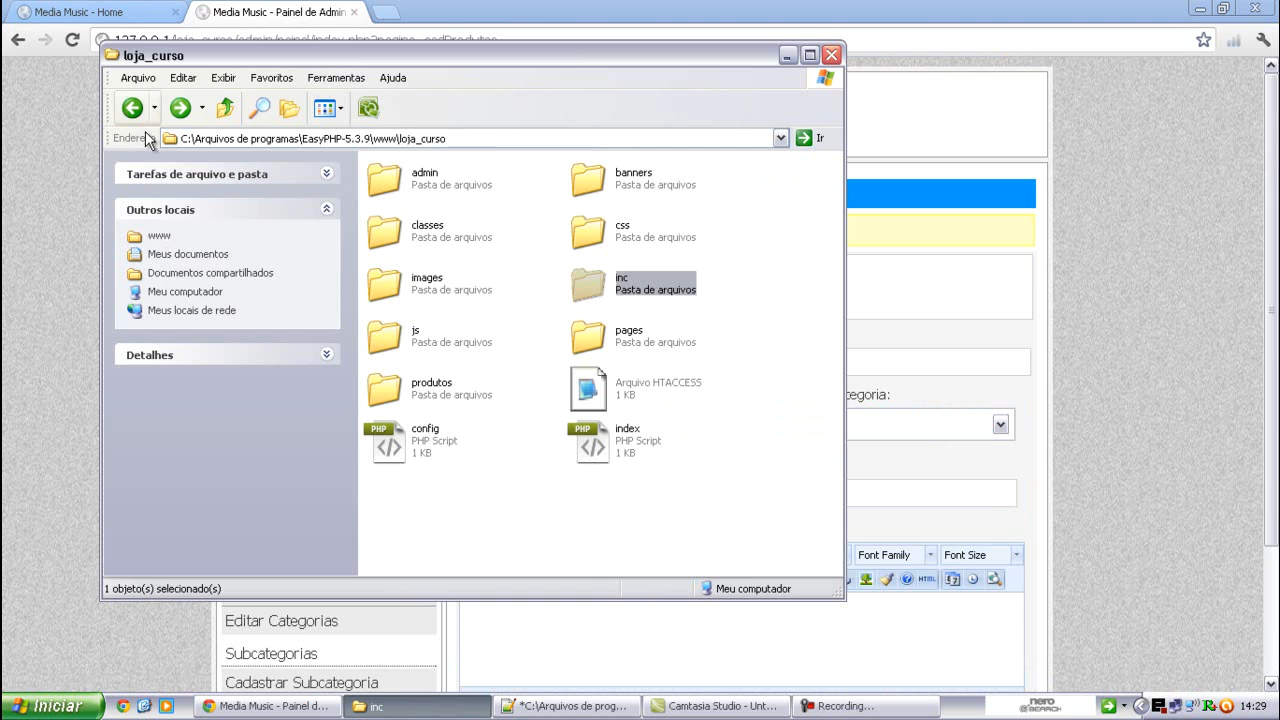 Media Music - Home
Media Music - Painel de Admin
loja_curso
Arquivo Editar Exibir Favoritos Ferramentas Ajuda
C:\Arquivos de programas\EasyPHP-5.3.9\www\loja_curso
Ir
Tarefas de arquivo e pasta
Outros locais
www
Meus documentos
Documentos compartilhados
Meu computador
Meus locais de rede
Detalhes
admin
Pasta de arquivos
banners
Pasta de arquivos
classes
Pasta de arquivos
css
Pasta de arquivos
images
Pasta de arquivos
inc
Pasta de arquivos
js
Pasta de arquivos
pages
Pasta de arquivos
produtos
Pasta de arquivos
Arquivo HTACCESS
1 KB
PHP
config
PHP Script
1 KB
PHP
index
PHP Script
1 KB
Font Family
Font Size
HTML
1 objeto(s) selecionado(s)
Meu computador
Editar Categorias
Subcategorias
Cadastrar Subcategoria
Iniciar
Media Music - Painel d...
inc
C:\Arquivos de prog...
Camtasia Studio - Unt...
Recording...
nero
SEARCH
14:29